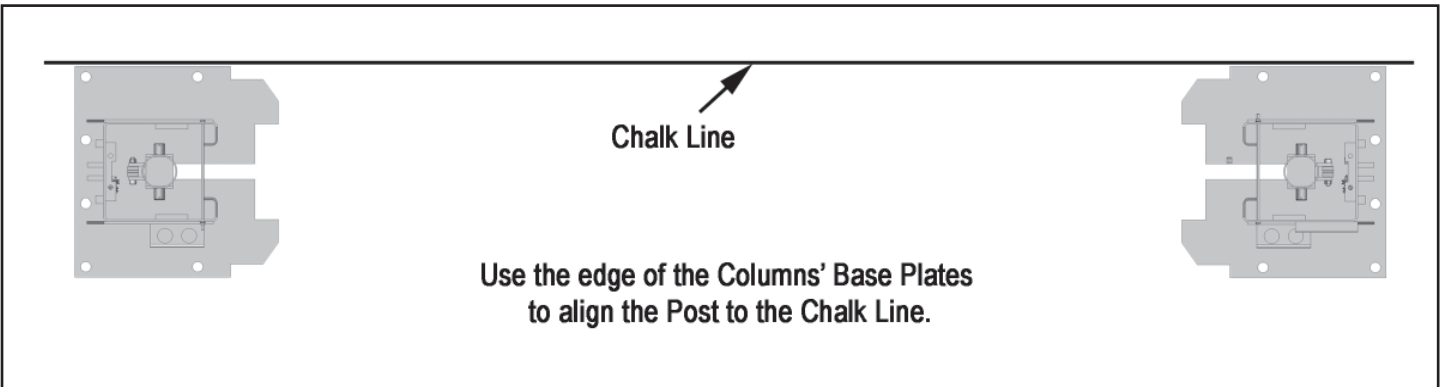 Chalk Line
Use the edge of the Columns’ Base Plates
to align the Post to the Chalk Line.